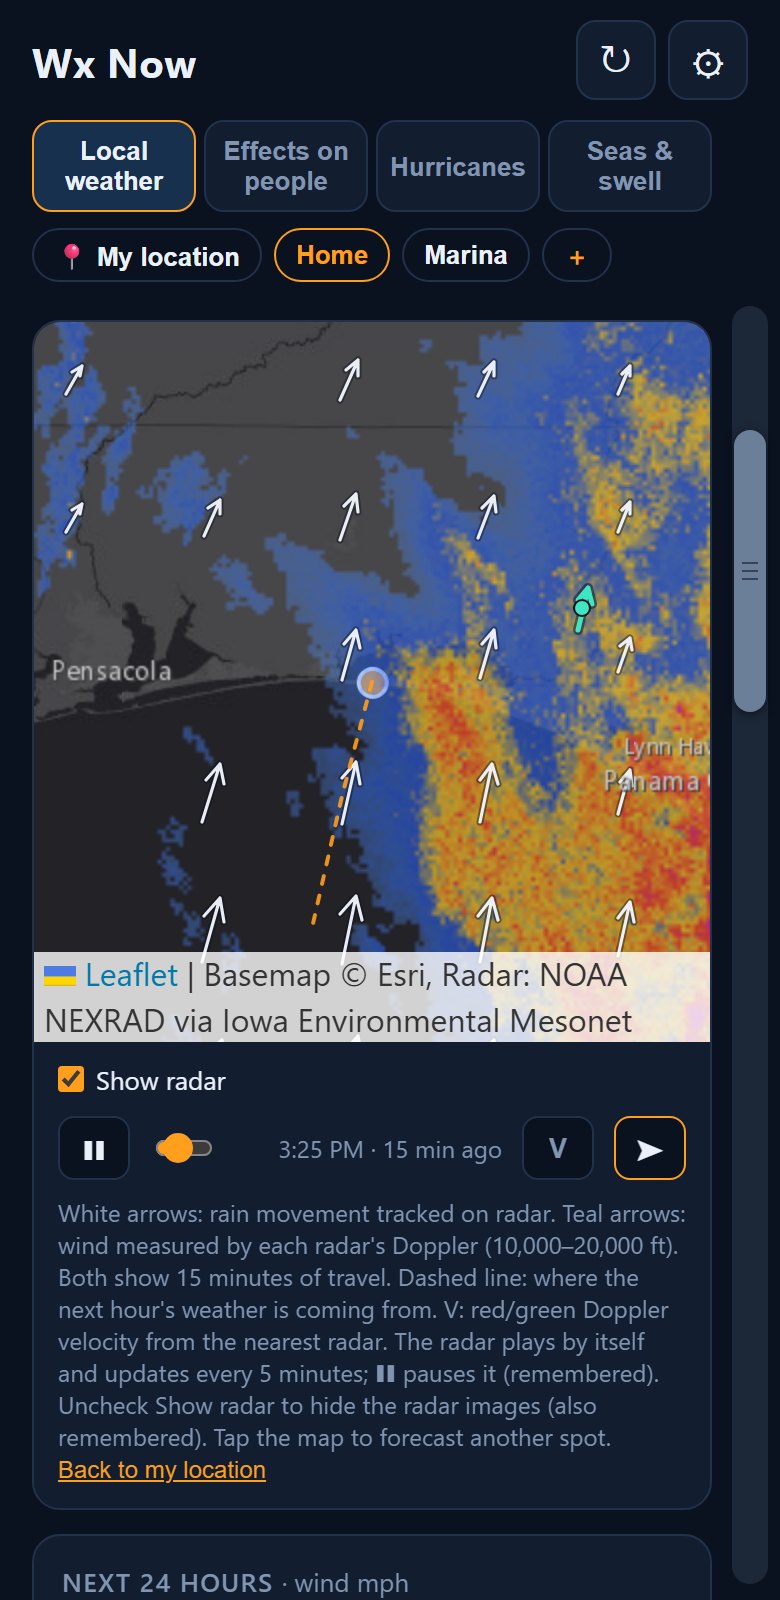 Wx Now
Local weather
Effects on people
Hurricanes
Seas & swell
My location
Home
Marina
+
Pensacola
Lynn Hav
Panama
Leaflet | Basemap © Esri, Radar: NOAA
NEXRAD via Iowa Environmental Mesonet
Show radar
3:25 PM · 15 min ago
V
White arrows: rain movement tracked on radar. Teal arrows:
wind measured by each radar's Doppler (10,000–20,000 ft).
Both show 15 minutes of travel. Dashed line: where the
next hour's weather is coming from. V: red/green Doppler
velocity from the nearest radar. The radar plays by itself
and updates every 5 minutes; ⏸ pauses it (remembered).
Uncheck Show radar to hide the radar images (also
remembered). Tap the map to forecast another spot.
Back to my location
NEXT 24 HOURS · wind mph